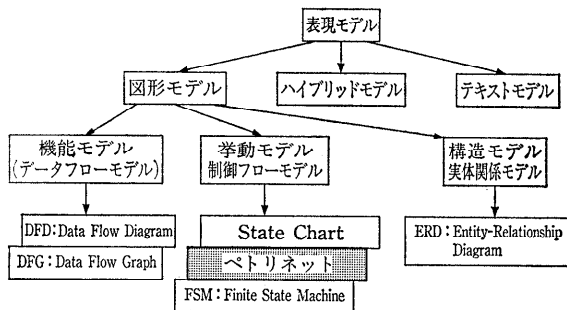 表現モデル
図形モデル
ハイブリッドモデル
テキストモデル
機能モデル
(データフローモデル)
挙動モデル
制御フローモデル
構造モデル
実体関係モデル
DFD:Data Flow Diagram
DFG:Data Flow Graph
State Chart
ペトリネット
FSM:Finite State Machine
ERD:Entity-Relationship
Diagram